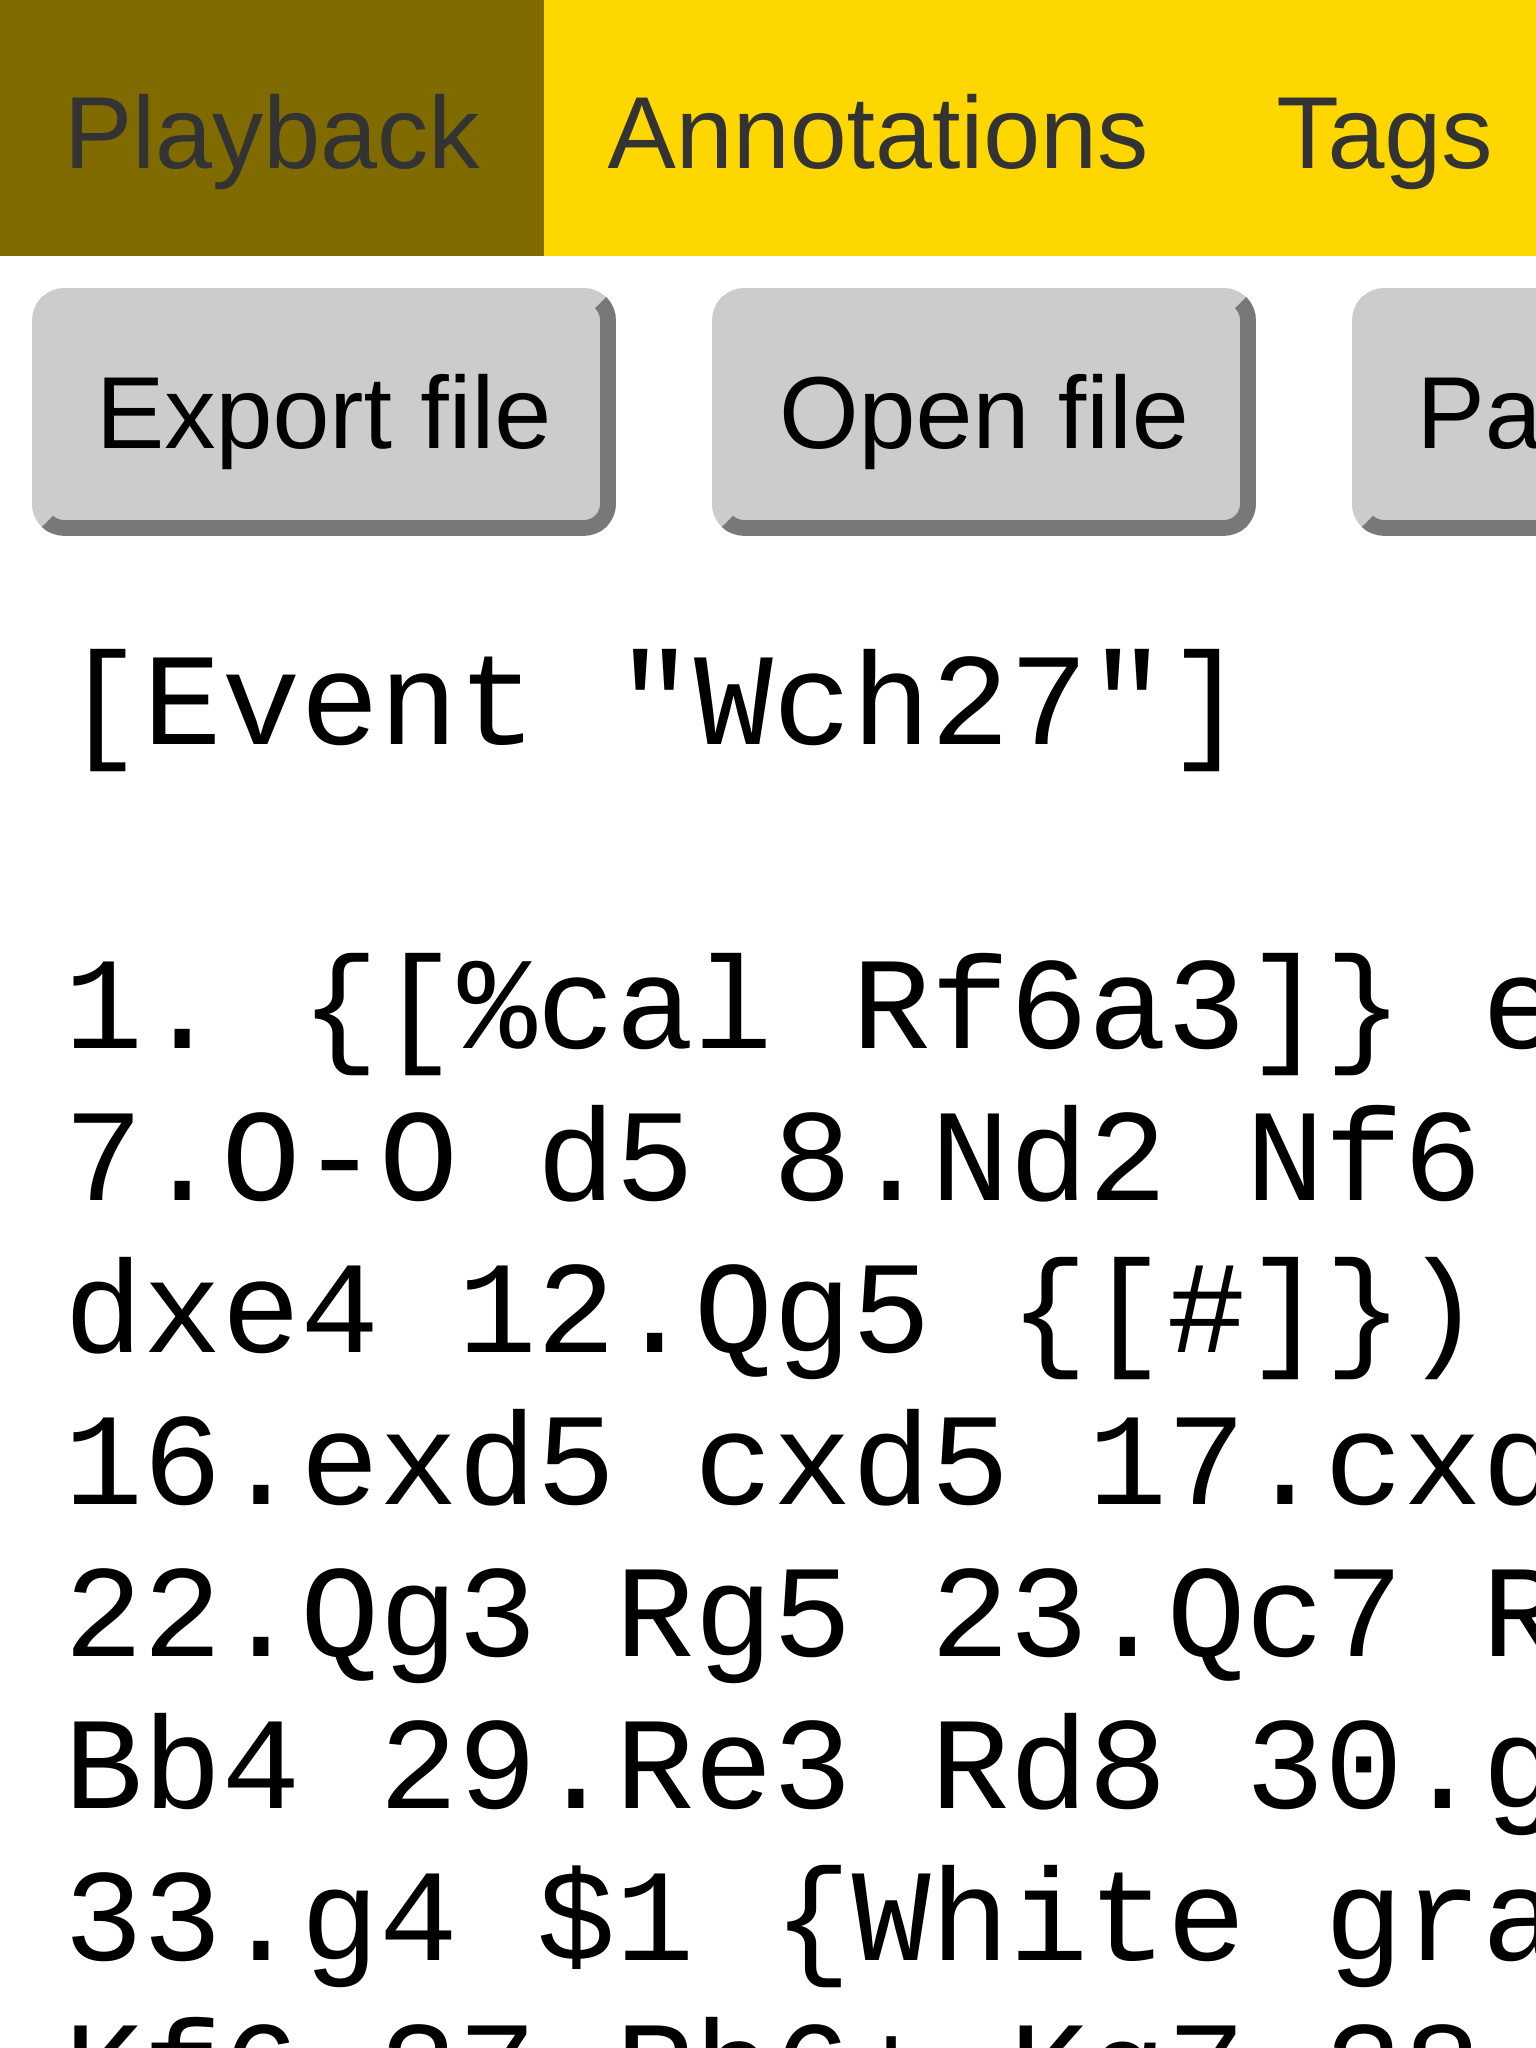 Playback Annotations Tags
Export file Open file Pa
[Event "Wch27"]
1. {[%cal Rf6a3]} e
7.O-O d5 8.Nd2 Nf6
dxe4 12.Qg5 {[#]})
16.exd5 cxd5 17.cxd
22.Qg3 Rg5 23.Qc7 R
Bb4 29.Re3 Rd8 30.g
33.g4 $1 {White gra